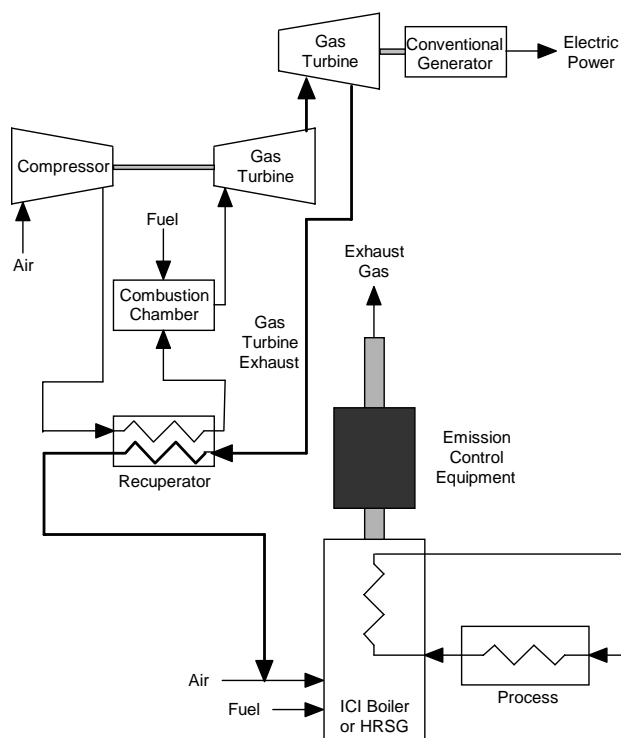 Gas
Turbine
Conventional
Generator
Electric
Power
Compressor
Gas
Turbine
Air
Fuel
Combustion
Chamber
Gas
Turbine
Exhaust
Exhaust
Gas
Recuperator
Emission
Control
Equipment
Air
Fuel
ICI Boiler
or HRSG
Process